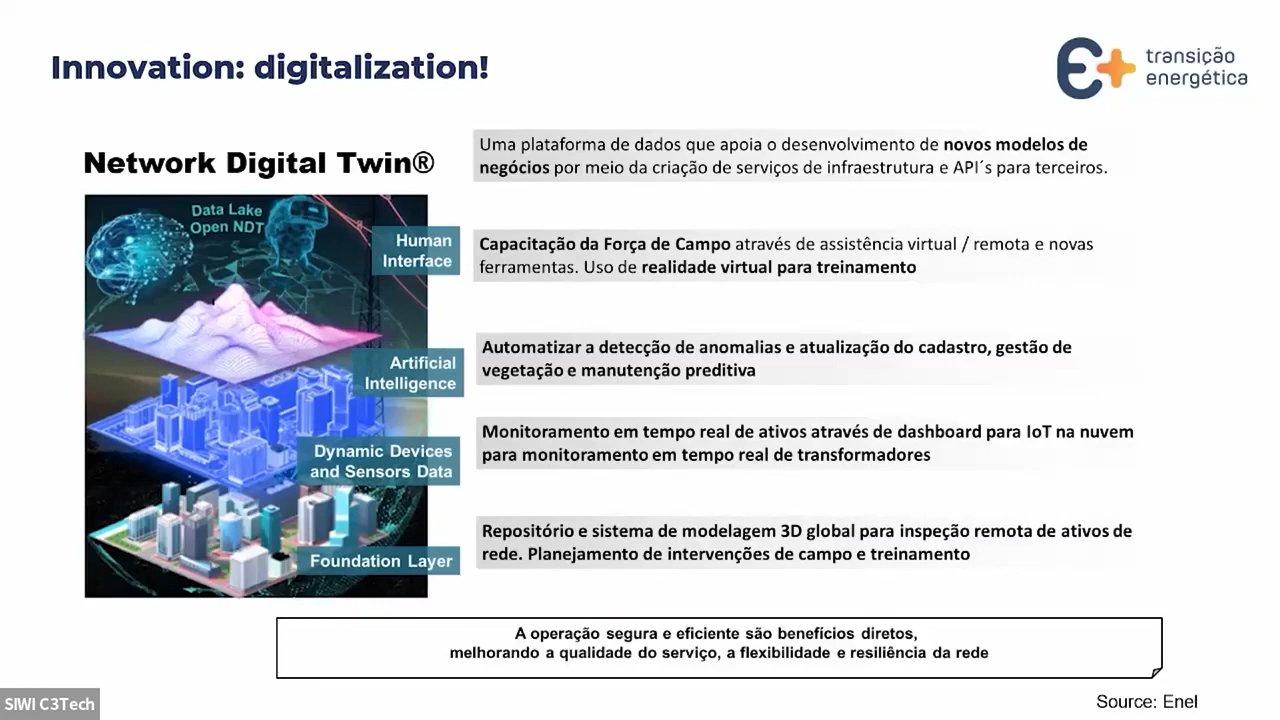 Innovation: digitalization!
transição
energética
Network Digital Twin®
Uma plataforma de dados que apoia o desenvolvimento de novos modelos de
negócios por meio da criação de serviços de infraestrutura e API´s para terceiros.
Data Lake
Open NDT
Human
Interface
Capacitação da Força de Campo através de assistência virtual / remota e novas
ferramentas. Uso de realidade virtual para treinamento
Artificial
Intelligence
Automatizar a detecção de anomalias e atualização do cadastro, gestão de
vegetação e manutenção preditiva
Dynamic Devices
and Sensors Data
Monitoramento em tempo real de ativos através de dashboard para IoT na nuvem
para monitoramento em tempo real de transformadores
Foundation Layer
Repositório e sistema de modelagem 3D global para inspeção remota de ativos de
rede. Planejamento de intervenções de campo e treinamento
A operação segura e eficiente são benefícios diretos,
melhorando a qualidade do serviço, a flexibilidade e resiliência da rede
SIWI C3Tech
Source: Enel